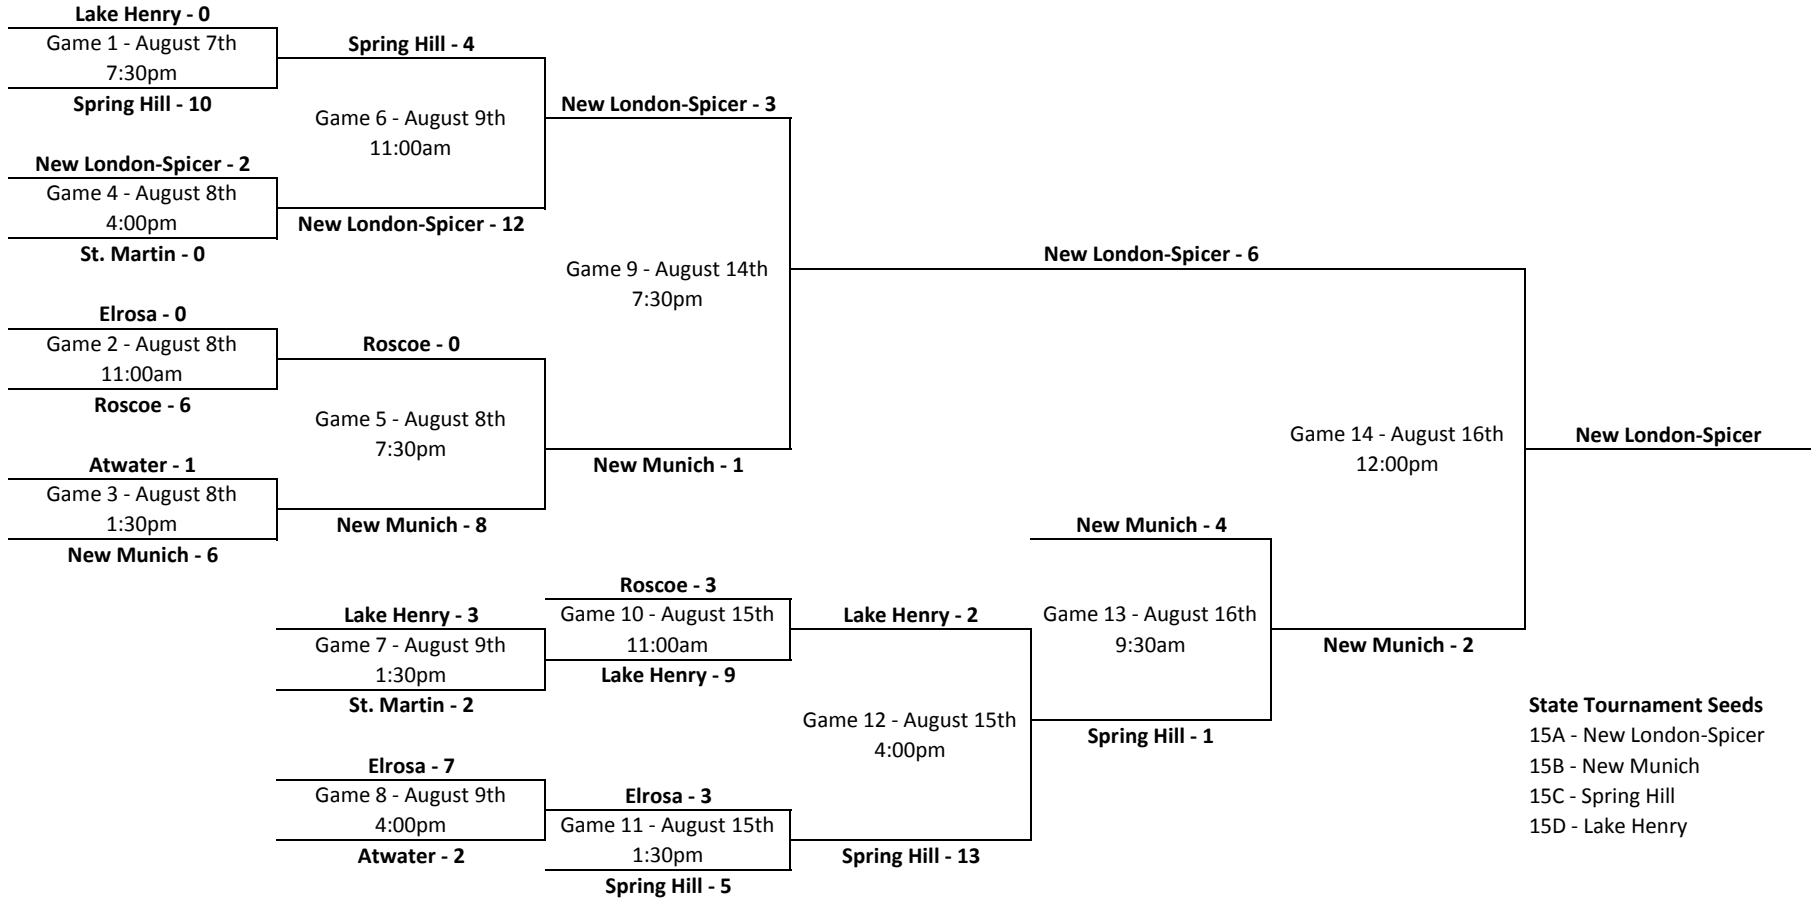 Lake Henry - 0
Game 1 - August 7th
7:30pm
Spring Hill - 10
New London-Spicer - 2
Game 4 - August 8th
4:00pm
St. Martin - 0
Elrosa - 0
Game 2 - August 8th
11:00am
Roscoe - 6
Atwater - 1
Game 3 - August 8th
1:30pm
New Munich - 6
Spring Hill - 4
Game 6 - August 9th
11:00am
New London-Spicer - 12
Roscoe - 0
Game 5 - August 8th
7:30pm
New Munich - 8
Lake Henry - 3
Game 7 - August 9th
1:30pm
St. Martin - 2
Elrosa - 7
Game 8 - August 9th
4:00pm
Atwater - 2
New London-Spicer - 3
Game 9 - August 14th
7:30pm
New Munich - 1
Roscoe - 3
Game 10 - August 15th
11:00am
Lake Henry - 9
Elrosa - 3
Game 11 - August 15th
1:30pm
Spring Hill - 5
Lake Henry - 2
Game 12 - August 15th
4:00pm
Spring Hill - 13
New London-Spicer - 6
New Munich - 4
Game 13 - August 16th
9:30am
Spring Hill - 1
Game 14 - August 16th
12:00pm
New Munich - 2
New London-Spicer
State Tournament Seeds
15A - New London-Spicer
15B - New Munich
15C - Spring Hill
15D - Lake Henry